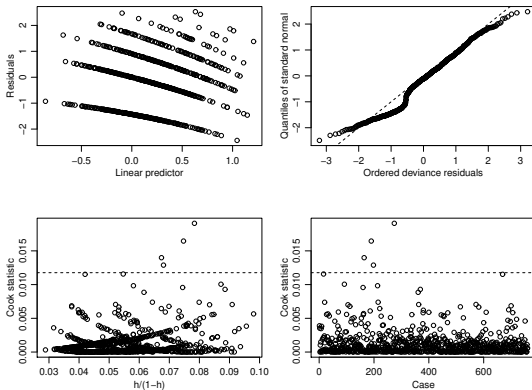 Residuals
2
1
0
−1
−2
−0.5 0.0 0.5 1.0
Linear predictor
Quantiles of standard normal
2
1
0
−1
−2
−3 −2 −1 0 1 2 3
Ordered deviance residuals
Cook statistic
0.015
0.010
0.005
0.000
0.03 0.04 0.05 0.06 0.07 0.08 0.09 0.10
h/(1−h)
Cook statistic
0.015
0.010
0.005
0.000
0 200 400 600
Case